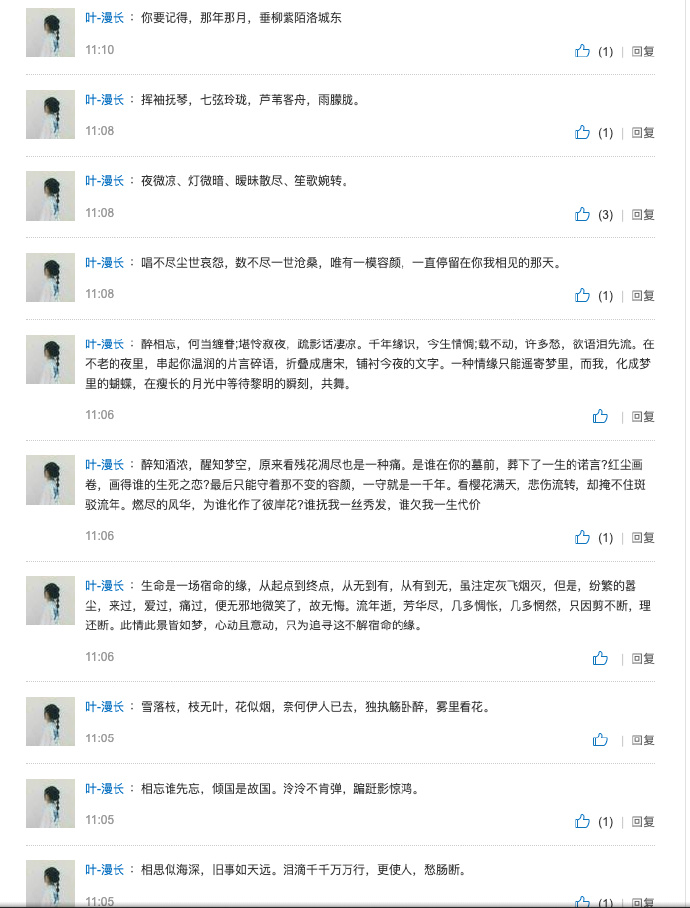 叶-漫长 ： 你要记得，那年那月，垂柳紫陌洛城东
11:10
(1) | 回复
叶-漫长 ： 挥袖抚琴，七弦玲珑，芦苇客舟，雨朦胧。
11:08
(1) | 回复
叶-漫长 ： 夜微凉、灯微暗、暧昧散尽、笙歌婉转。
11:08
(3) | 回复
叶-漫长 ： 唱不尽尘世哀怨，数不尽一世沧桑，唯有一模容颜，一直停留在你我相见的那天。
11:08
(1) | 回复
叶-漫长 ： 醉相忘，何当缠眷;堪怜寂夜，疏影话凄凉。千年缘识，今生情惆;载不动，许多愁，欲语泪先流。在
不老的夜里，串起你温润的片言碎语，折叠成唐宋，铺衬今夜的文字。一种情缘只能遥寄梦里，而我，化成梦
里的蝴蝶，在瘦长的月光中等待黎明的瞬刻，共舞。
11:06
| 回复
叶-漫长 ： 醉知酒浓，醒知梦空，原来看残花凋尽也是一种痛。是谁在你的墓前，葬下了一生的诺言?红尘画
卷，画得谁的生死之恋?最后只能守着那不变的容颜，一守就是一千年。看樱花满天，悲伤流转，却掩不住斑
驳流年。燃尽的风华，为谁化作了彼岸花?谁抚我一丝秀发，谁欠我一生代价
11:06
(1) | 回复
叶-漫长 ： 生命是一场宿命的缘，从起点到终点，从无到有，从有到无，虽注定灰飞烟灭，但是，纷繁的嚣
尘，来过，爱过，痛过，便无邪地微笑了，故无悔。流年逝，芳华尽，几多惆怅，几多惘然，只因剪不断，理
还断。此情此景皆如梦，心动且意动，只为追寻这不解宿命的缘。
11:06
| 回复
叶-漫长 ： 雪落枝，枝无叶，花似烟，奈何伊人已去，独执觞卧醉，雾里看花。
11:05
| 回复
叶-漫长 ： 相忘谁先忘，倾国是故国。泠泠不肯弹，蹁跹影惊鸿。
11:05
(1) | 回复
叶-漫长 ： 相思似海深，旧事如天远。泪滴千千万万行，更使人，愁肠断。
11:05
(1) | 回复